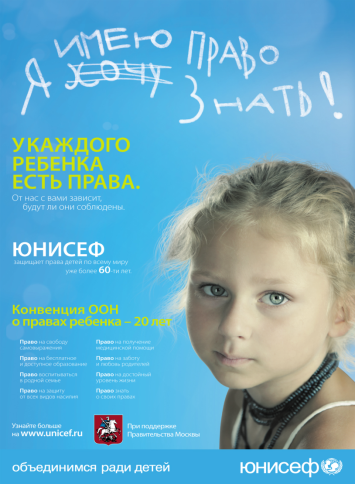 Я ИМЕЮ ПРАВО
ХОЧУ ЗНАТЬ!
У КАЖДОГО
РЕБЕНКА
ЕСТЬ ПРАВА.
От нас с вами зависит,
будут ли они соблюдены.
ЮНИСЕФ
защищает права детей по всему миру
уже более 60-ти лет.
Конвенция ООН
о правах ребенка – 20 лет
Право на свободу
самовыражения
Право на бесплатное
и доступное образование
Право воспитываться
в родной семье
Право на защиту
от всех видов насилия
Право на получение
медицинской помощи
Право на заботу
и любовь родителей
Право на достойный
уровень жизни
Право знать
о своих правах
Узнайте больше
на www.unicef.ru
При поддержке
Правительства Москвы
объединимся ради детей
ЮНИСЕФ